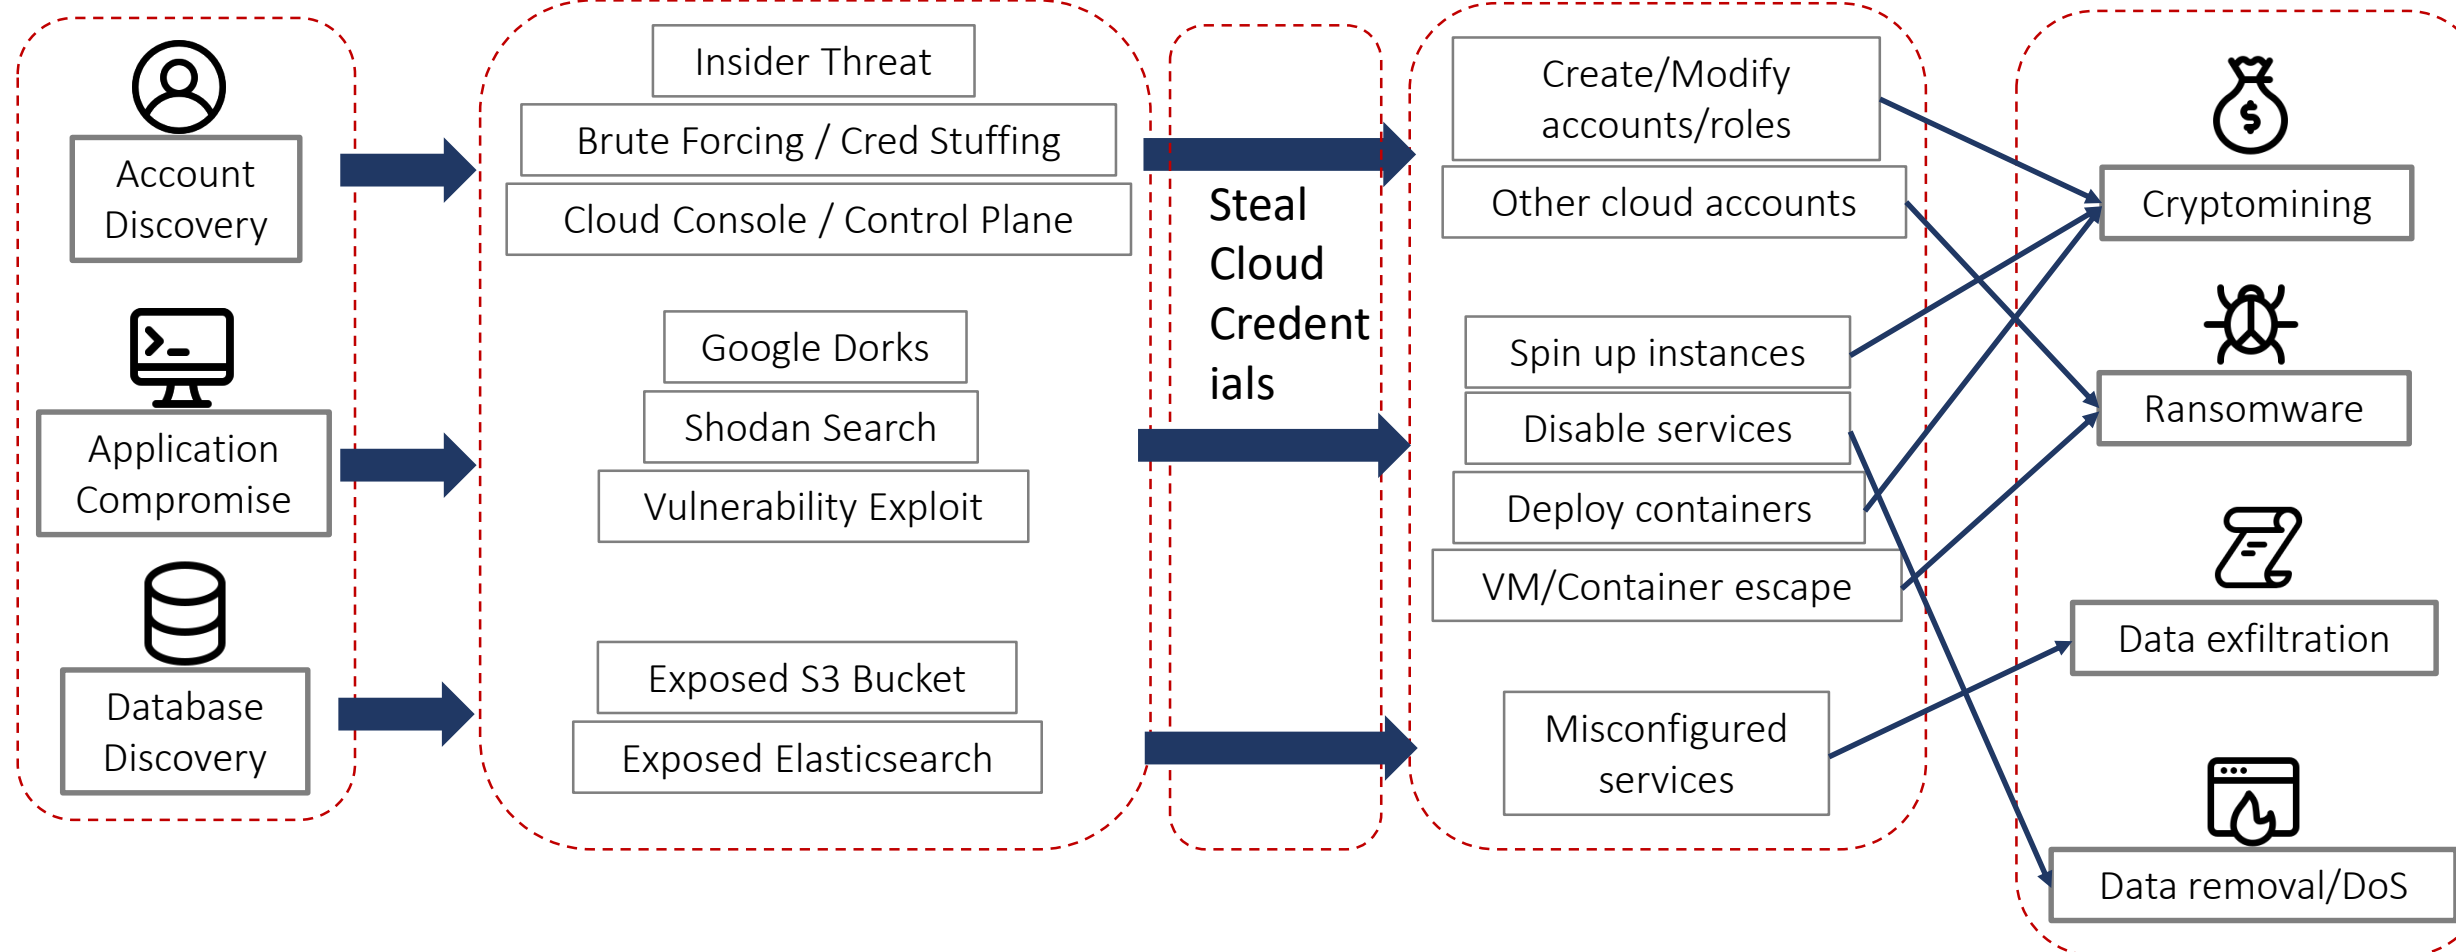 Account
Discovery
Application
Compromise
Database
Discovery
Insider Threat
Brute Forcing / Cred Stuffing
Cloud Console / Control Plane
Google Dorks
Shodan Search
Vulnerability Exploit
Exposed S3 Bucket
Exposed Elasticsearch
Steal
Cloud
Credent
ials
Create/Modify
accounts/roles
Other cloud accounts
Spin up instances
Disable services
Deploy containers
VM/Container escape
Misconfigured
services
$
Cryptomining
Ransomware
Data exfiltration
Data removal/DoS